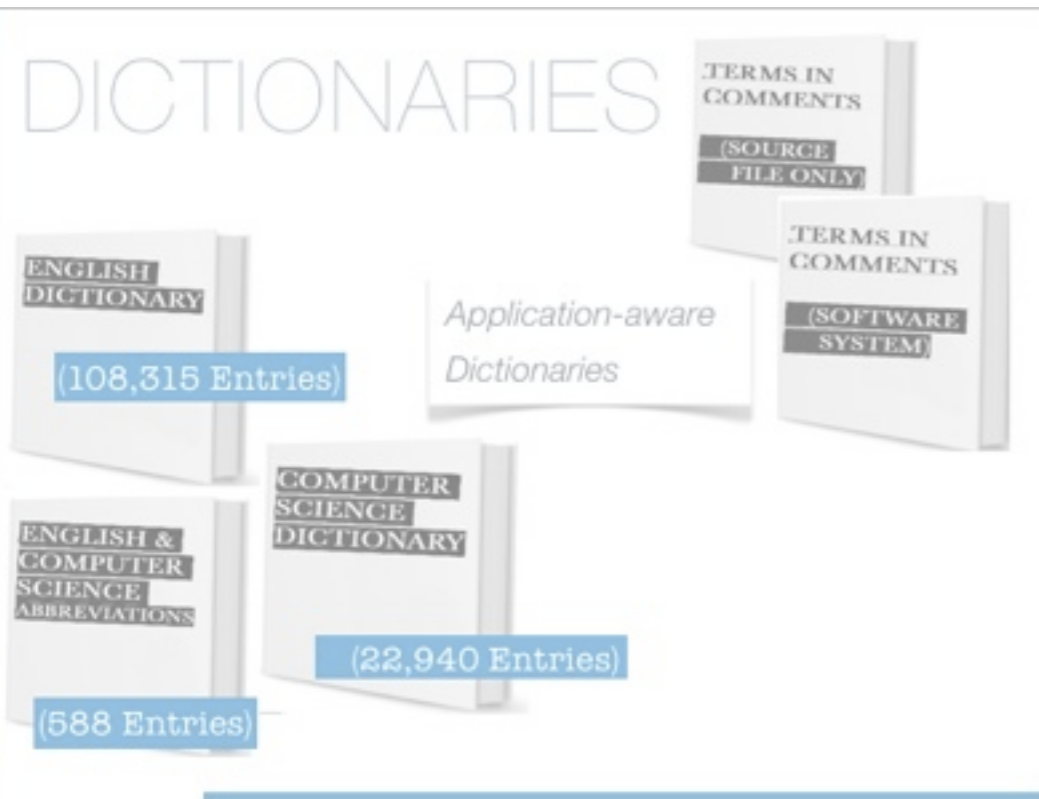 DICTIONARIES
.TERMS IN
COMMENTS
(SOURCE
FILE ONLY)
.TERMS IN
COMMENTS
(SOFTWARE
SYSTEM)
ENGLISH
DICTIONARY
(108,315 Entries)
Application-aware
Dictionaries
COMPUTER
SCIENCE
DICTIONARY
(22,940 Entries)
ENGLISH &
COMPUTER
SCIENCE
ABBREVIATIONS
(588 Entries)